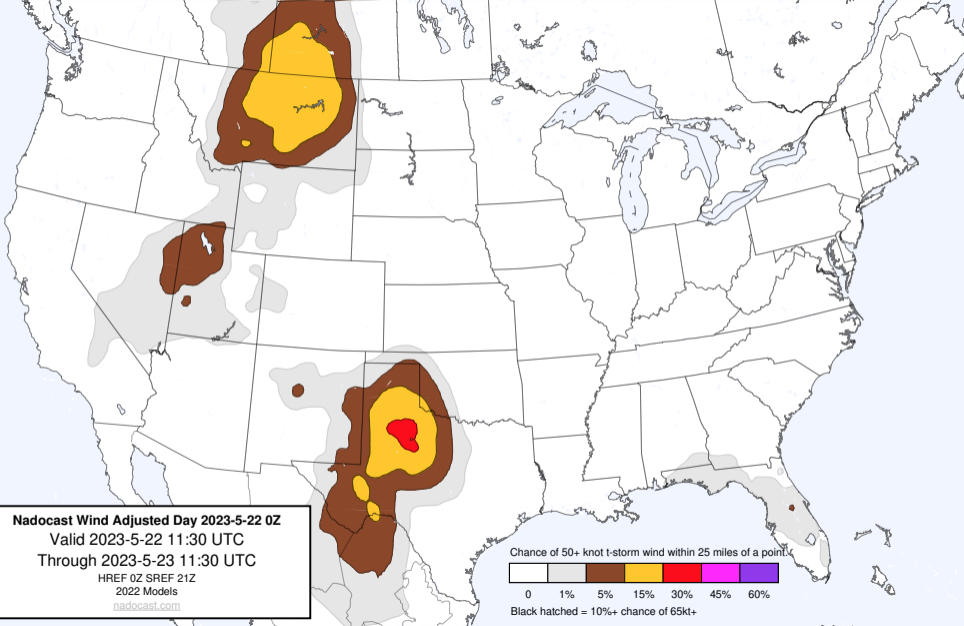 Nadocast Wind Adjusted Day 2023-5-22 0Z
Valid 2023-5-22 11:30 UTC
Through 2023-5-23 11:30 UTC
HREF 0Z SREF 21Z
2022 Models
nadocast.com
Chance of 50+ knot t-storm wind within 25 miles of a point.
0 1% 5% 15% 30% 45% 60%
Black hatched = 10%+ chance of 65kt+